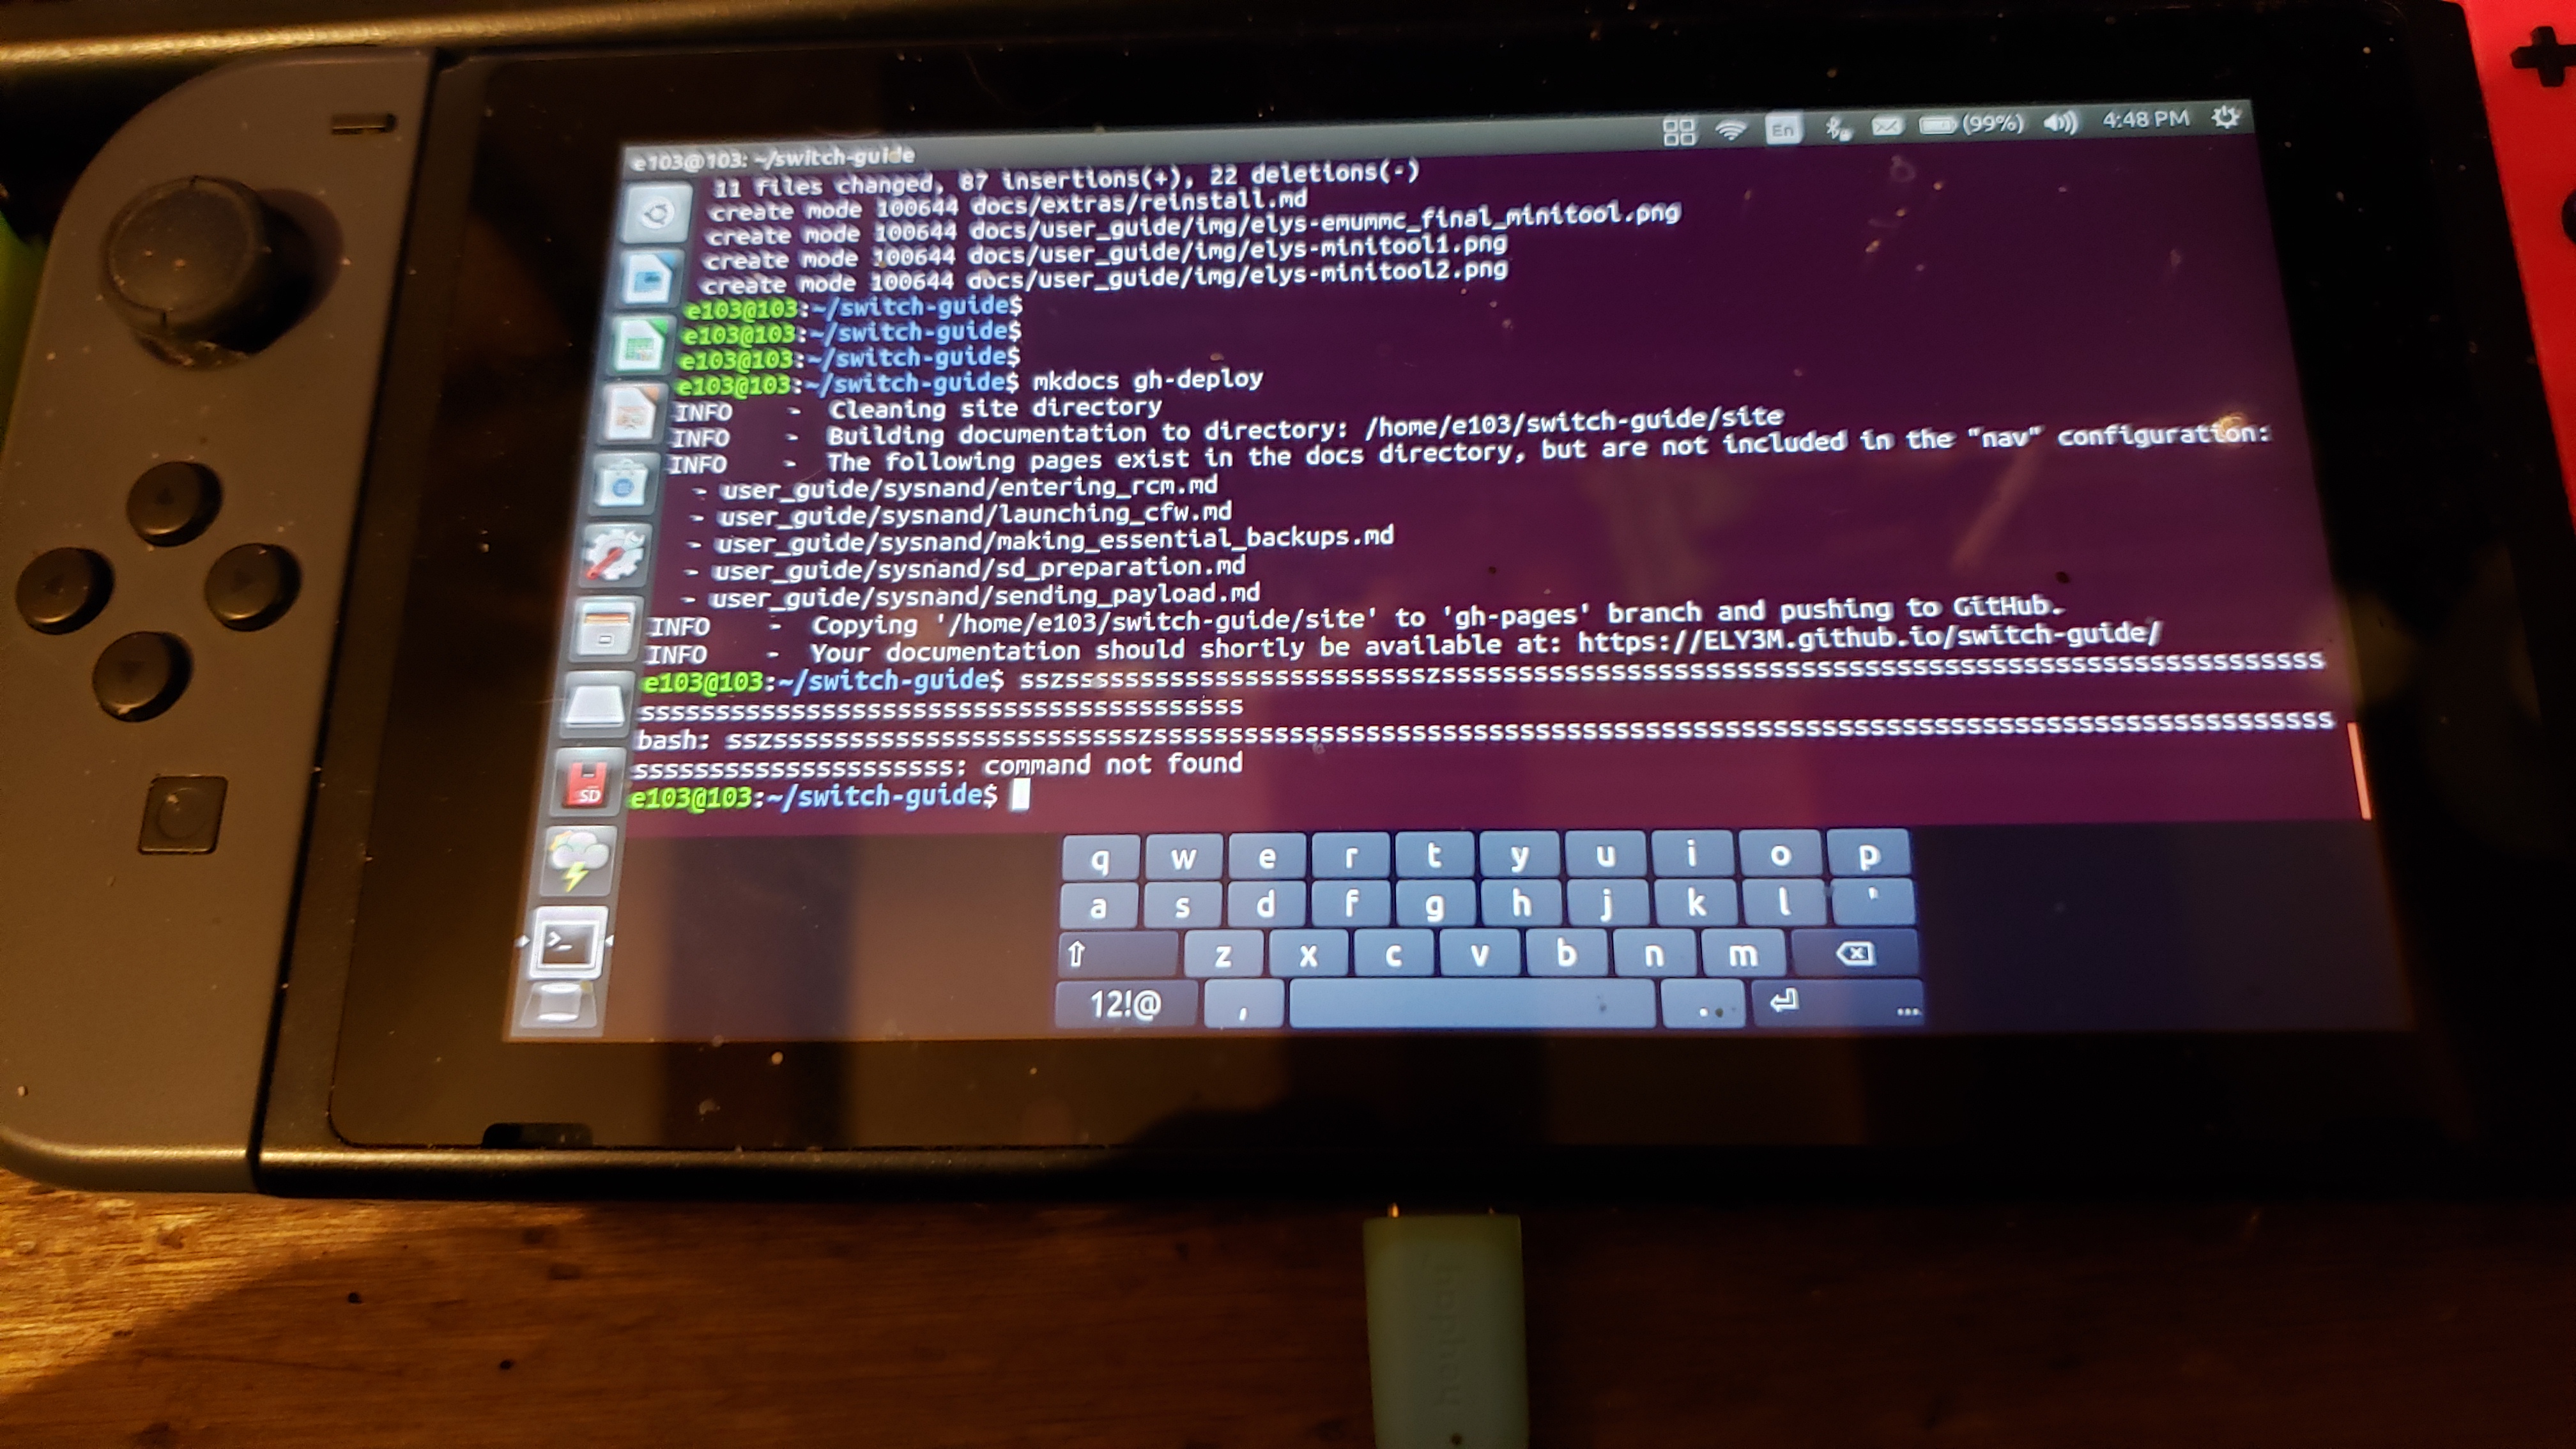 e103@103: ~/switch-guide
En
(99%)
4:48 PM
11 files changed, 87 insertions(+), 22 deletions(-)
create mode 100644 docs/extras/reinstall.md
create mode 100644 docs/user_guide/img/elys-emummc_final_minitool.png
create mode 100644 docs/user_guide/img/elys-minitool1.png
create mode 100644 docs/user_guide/img/elys-minitool2.png
e103@103:~/switch-guide$
e103@103:~/switch-guide$
e103@103:~/switch-guide$
e103@103:~/switch-guide$ mkdocs gh-deploy
INFO - Cleaning site directory
INFO - Building documentation to directory: /home/e103/switch-guide/site
INFO - The following pages exist in the docs directory, but are not included in the "nav" configuration:
- user_guide/sysnand/entering_rcm.md
- user_guide/sysnand/launching_cfw.md
- user_guide/sysnand/making_essential_backups.md
- user_guide/sysnand/sd_preparation.md
- user_guide/sysnand/sending_payload.md
INFO - Copying '/home/e103/switch-guide/site' to 'gh-pages' branch and pushing to GitHub.
INFO - Your documentation should shortly be available at: https://ELY3M.github.io/switch-guide/
e103@103:~/switch-guide$
bash:
: command not found
e103@103:~/switch-guide$
SD
q w e r t y u i o p
a s d f g h j k l '
z x c v b n m
12!@ , . ...
heyday